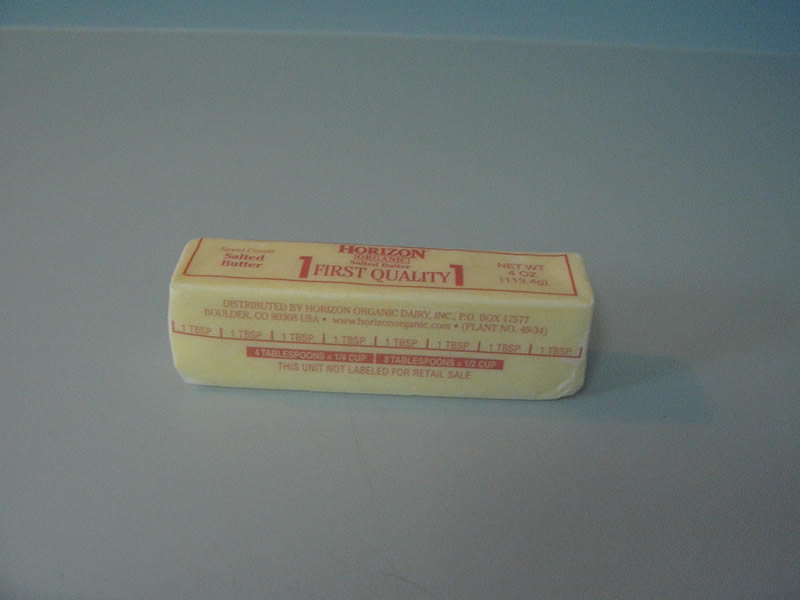 Sweet Cream
Salted
Butter
HORIZON
ORGANIC
Salted Butter
1 FIRST QUALITY 1
NET WT
4 OZ
(113.4g)
DISTRIBUTED BY HORIZON ORGANIC DAIRY, INC., P.O. BOX 17577
BOULDER, CO 80308 USA • www.horizonorganic.com • (PLANT NO. 49-34)
1 TBSP 1 TBSP 1 TBSP 1 TBSP 1 TBSP 1 TBSP 1 TBSP 1 TBSP
4 TABLESPOONS = 1/4 CUP 8 TABLESPOONS = 1/2 CUP
THIS UNIT NOT LABELED FOR RETAIL SALE